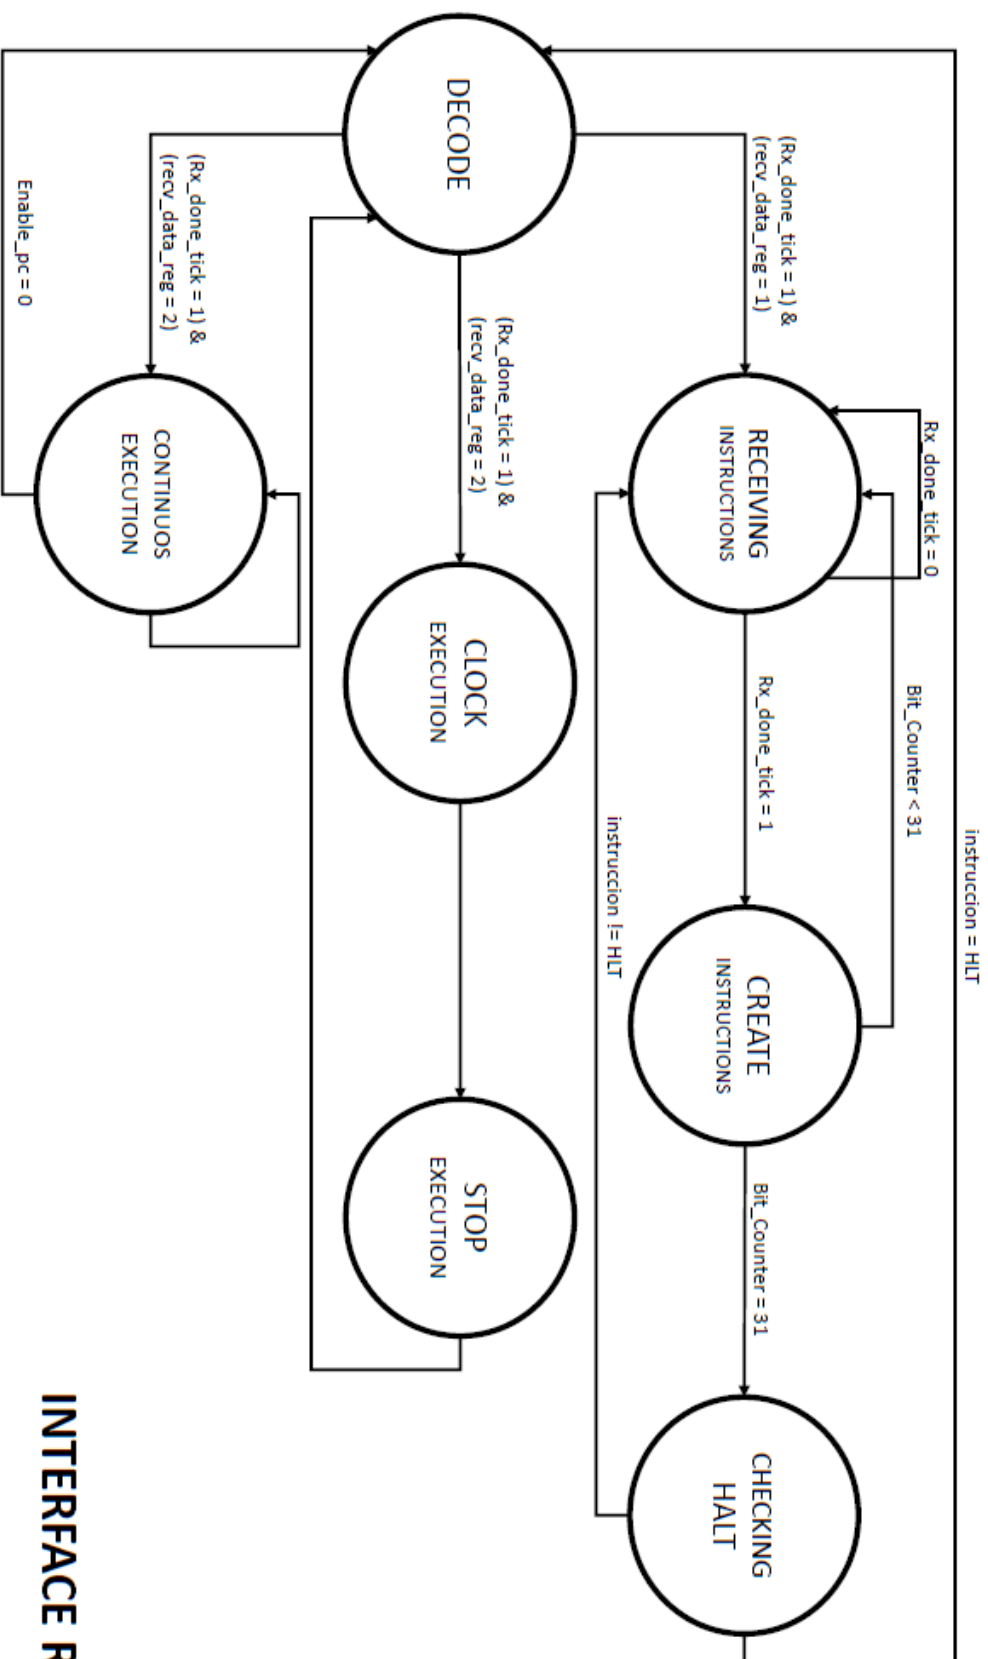 instruccion = HLT
Rx_done_tick = 0
Bit_Counter < 31
(Rx_done_tick = 1) &
(recv_data_reg = 1)
RECEIVING
INSTRUCTIONS
Rx_done_tick = 1
CREATE
INSTRUCTIONS
Bit_Counter = 31
CHECKING
HALT
instruccion != HLT
DECODE
(Rx_done_tick = 1) &
(recv_data_reg = 2)
CLOCK
EXECUTION
STOP
EXECUTION
(Rx_done_tick = 1) &
(recv_data_reg = 2)
CONTINUOS
EXECUTION
Enable_pc = 0
INTERFACE R